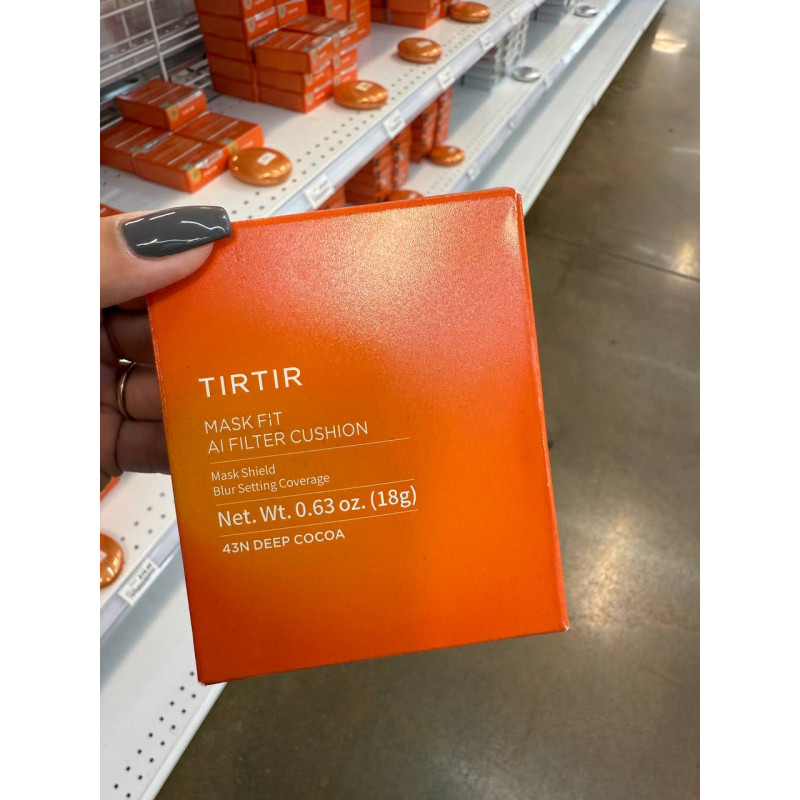 TIRTIR
MASK FIT
AI FILTER CUSHION
Mask Shield
Blur Setting Coverage
Net. Wt. 0.63 oz. (18g)
43N DEEP COCOA